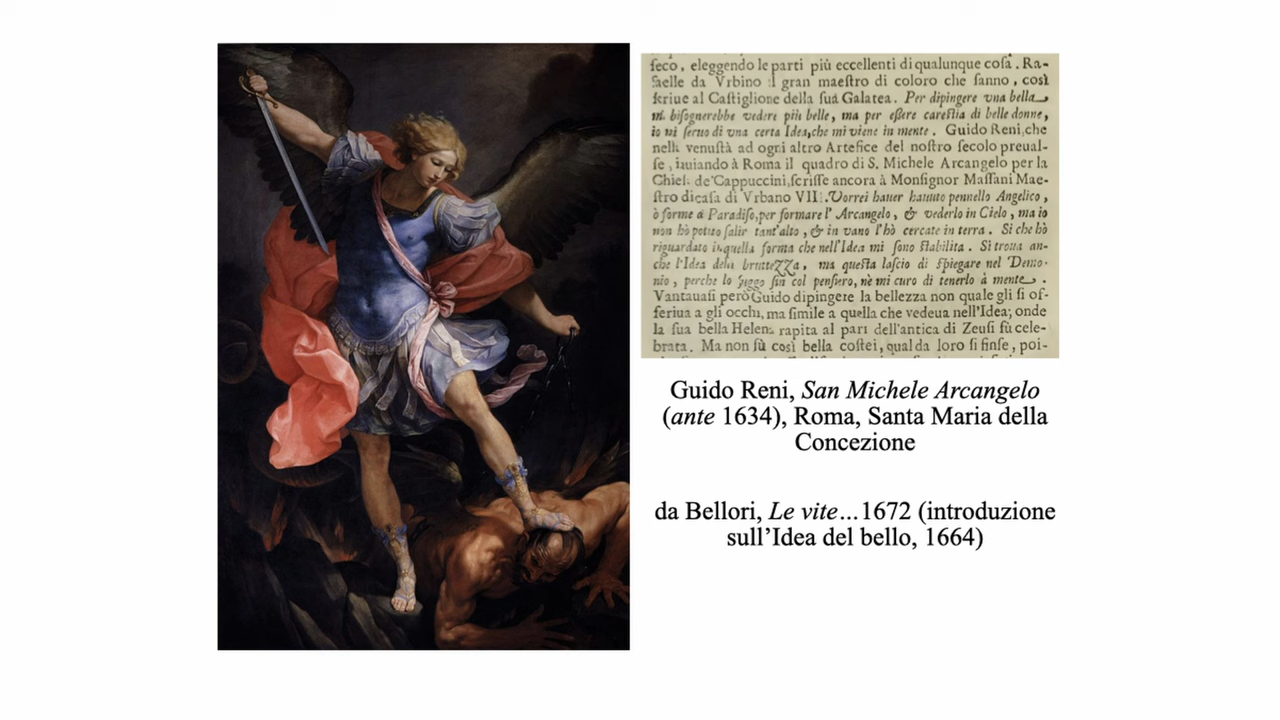 feco, eleggendo le parti più eccellenti di qualunque coſa. Ra-
faelle da Vrbino il gran maeſtro di coloro che ſanno, così
ſcriue al Caſtiglione della ſua Galatea. Per dipingere vna bella
mi biſognerebbe vedere più belle, ma per eſſere careſtia di belle donne,
io mi ſeruo di vna certa Idea, che mi viene in mente. Guido Reni, che
nella venuſtà ad ogni altro Artefice del noſtro ſecolo preual-
ſe, inuiando à Roma il quadro di S. Michele Arcangelo per la
Chieſa de' Cappuccini, ſcriſſe ancora à Monſignor Maſſani Mae-
ſtro di caſa di Vrbano VIII. Vorrei hauer hauuto pennello Angelico,
ò forme di Paradiſo, per formare l'Arcangelo, & vederlo in Cielo, ma io
non hò potuto ſalir tant'alto, & in vano l'hò cercate in terra. Si che hò
riguardato in quella forma che nell'Idea mi ſono ſtabilita. Si troua an-
che l'Idea della bruttezza, ma queſta laſcio di ſpiegare nel Demo-
nio, perche lo fuggo ſin col penſiero, nè mi curo di tenerlo à mente.
Vantauaſi però Guido dipingere la bellezza non quale gli ſi of-
feriua a gli occhi, ma ſimile a quella che vedeua nell'Idea; onde
la ſua bella Helena rapita al pari dell'antica di Zeuſi fù cele-
brata. Ma non fù così bella coſtei, qual da loro ſi finſe, poi-
Guido Reni, San Michele Arcangelo
(ante 1634), Roma, Santa Maria della
Concezione
da Bellori, Le vite…1672 (introduzione
sull'Idea del bello, 1664)